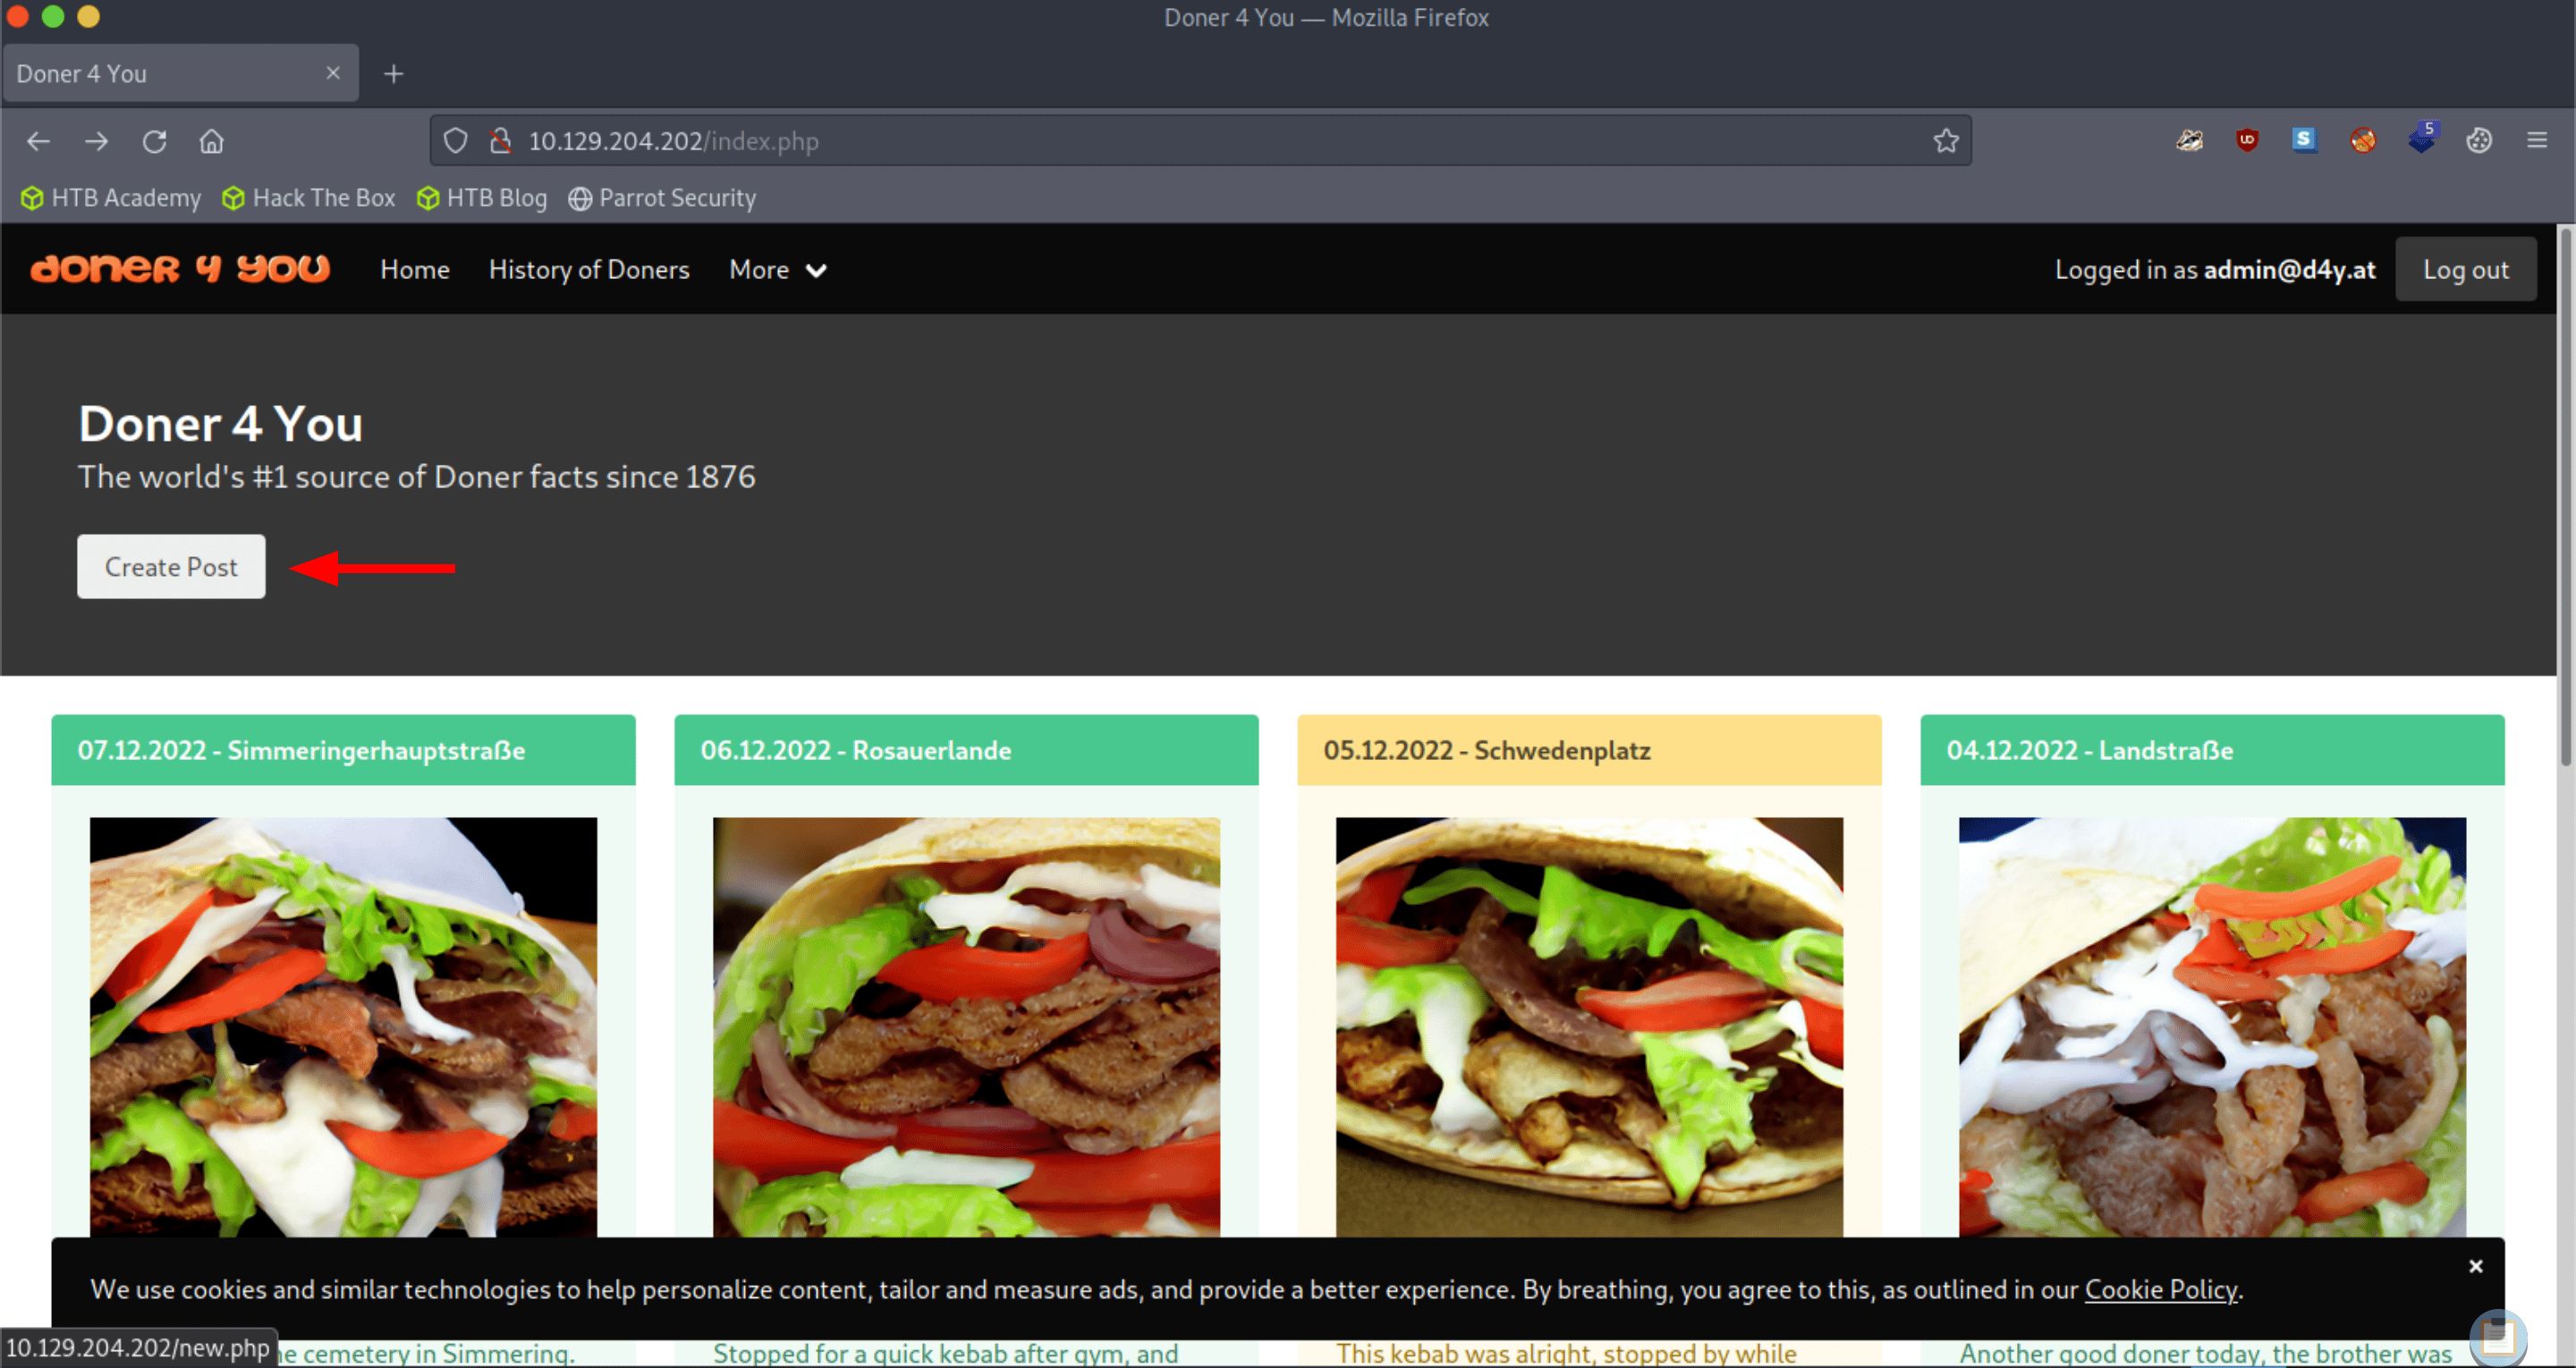 Doner 4 You — Mozilla Firefox
Doner 4 You
10.129.204.202/index.php
5
HTB Academy Hack The Box HTB Blog Parrot Security
DONER 4 YOU Home History of Doners More Logged in as admin@d4y.at Log out
Doner 4 You
The world's #1 source of Doner facts since 1876
Create Post
07.12.2022 - Simmeringerhauptstraße
06.12.2022 - Rosauerlande
05.12.2022 - Schwedenplatz
04.12.2022 - Landstraße
We use cookies and similar technologies to help personalize content, tailor and measure ads, and provide a better experience. By breathing, you agree to this, as outlined in our Cookie Policy.
10.129.204.202/new.php
cemetery in Simmering.
Stopped for a quick kebab after gym, and
This kebab was alright, stopped by while
Another good doner today, the brother was